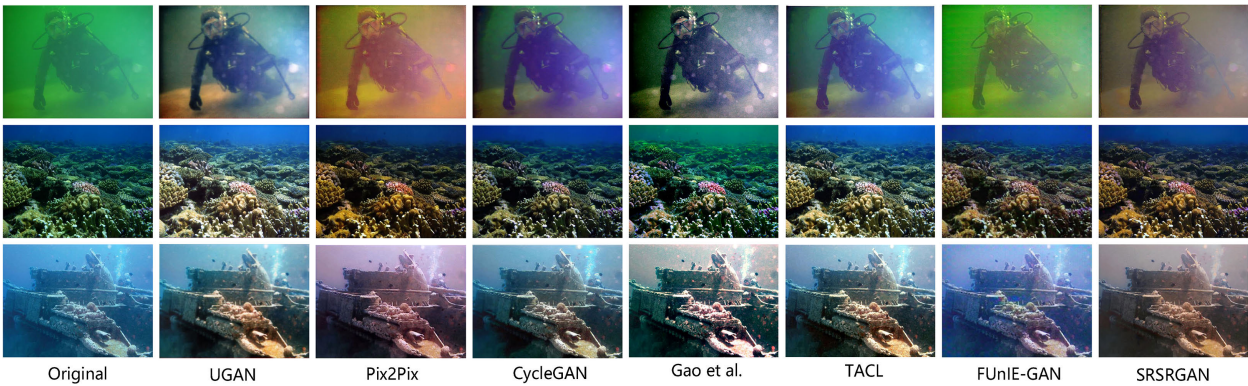 Original
UGAN
Pix2Pix
CycleGAN
Gao et al.
TACL
FUnIE-GAN
SRSRGAN